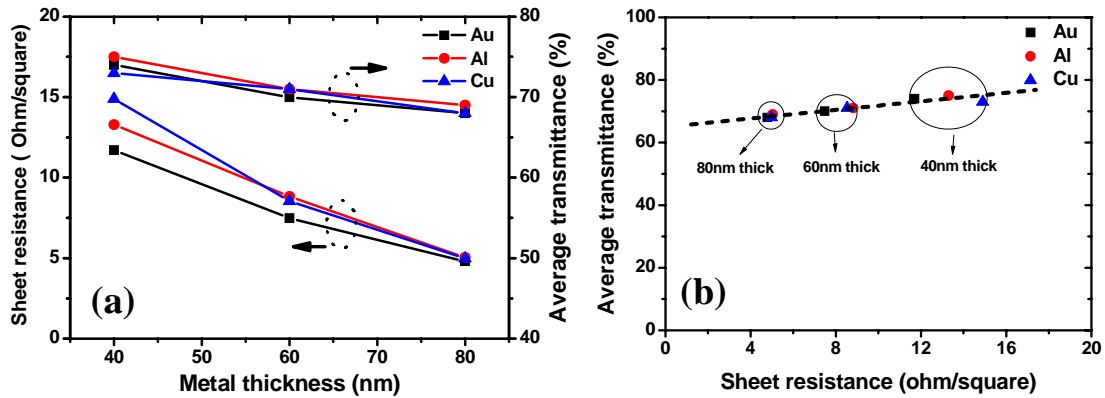 20
15
10
5
0
Sheet resistance ( Ohm/square)
40
50
60
70
80
Metal thickness (nm)
80
70
60
50
40
Average transmittance (%)
Au
Al
Cu
(a)
100
80
60
40
20
0
Average transmittance (%)
0
4
8
12
16
20
Sheet resistance (ohm/square)
Au
Al
Cu
80nm thick
60nm thick
40nm thick
(b)